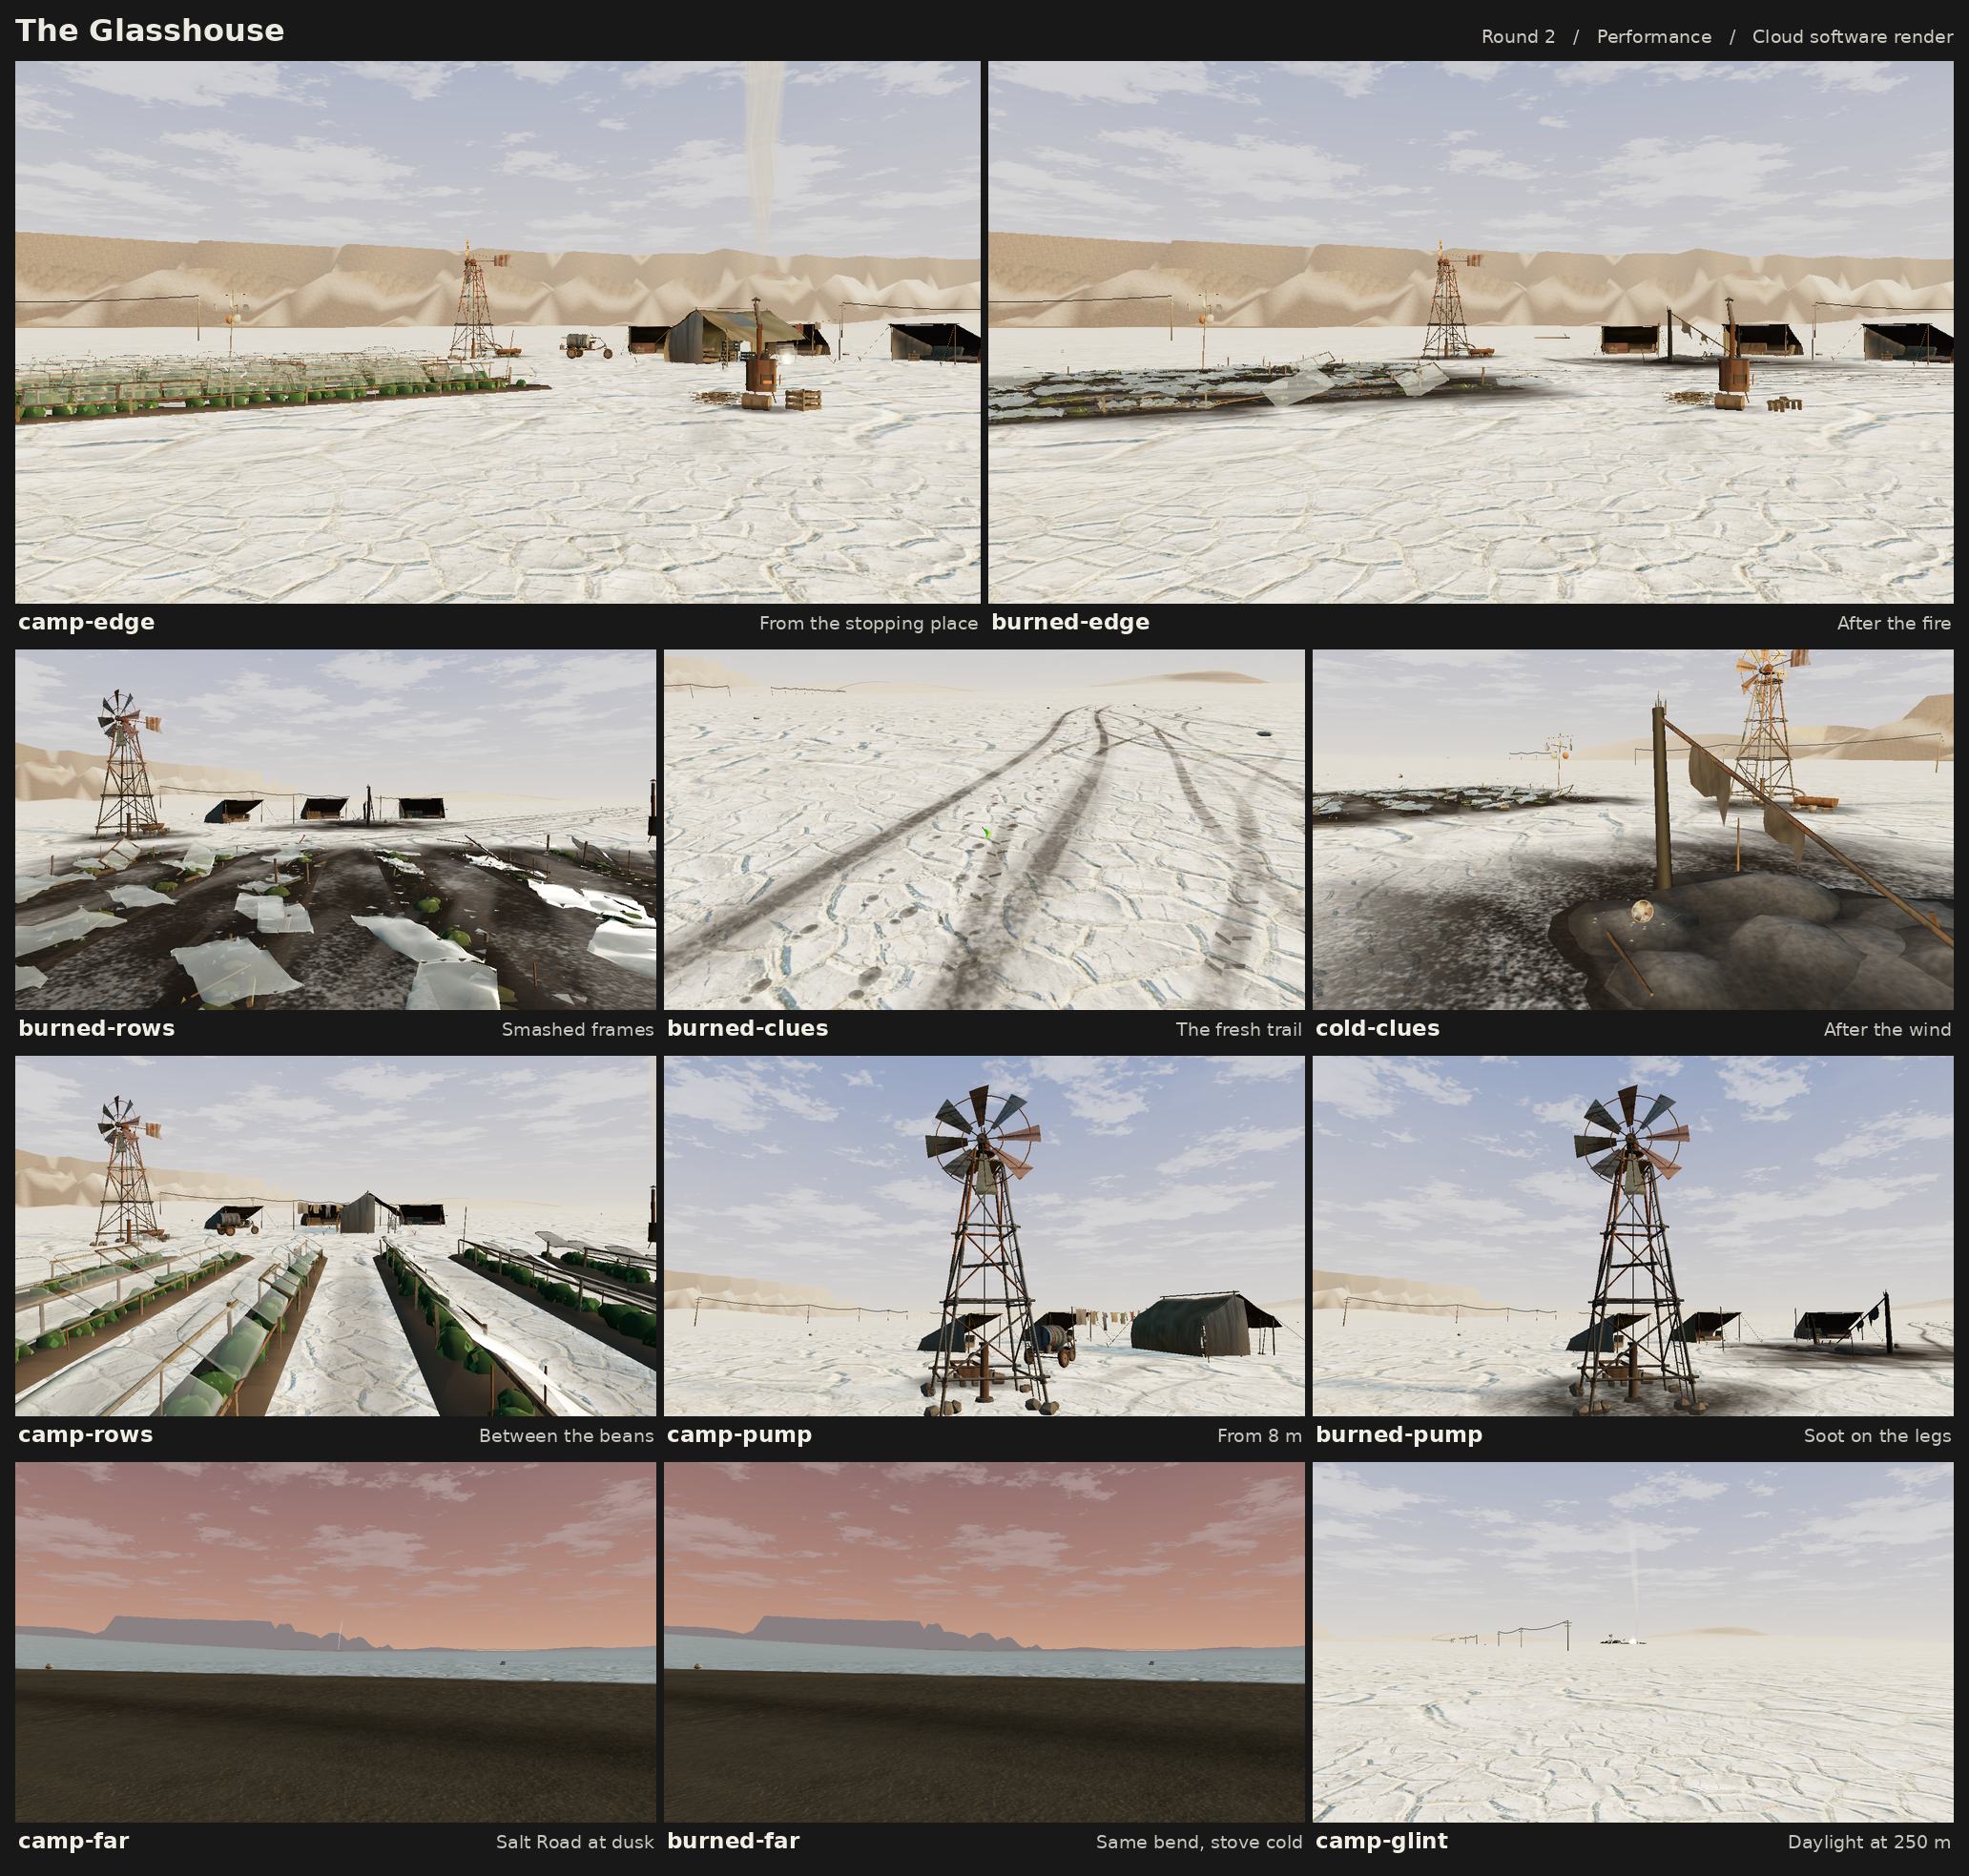 The Glasshouse
Round 2 / Performance / Cloud software render
camp-edge From the stopping place
burned-edge After the fire
burned-rows Smashed frames
burned-clues The fresh trail
cold-clues After the wind
camp-rows Between the beans
camp-pump From 8 m
burned-pump Soot on the legs
camp-far Salt Road at dusk
burned-far Same bend, stove cold
camp-glint Daylight at 250 m